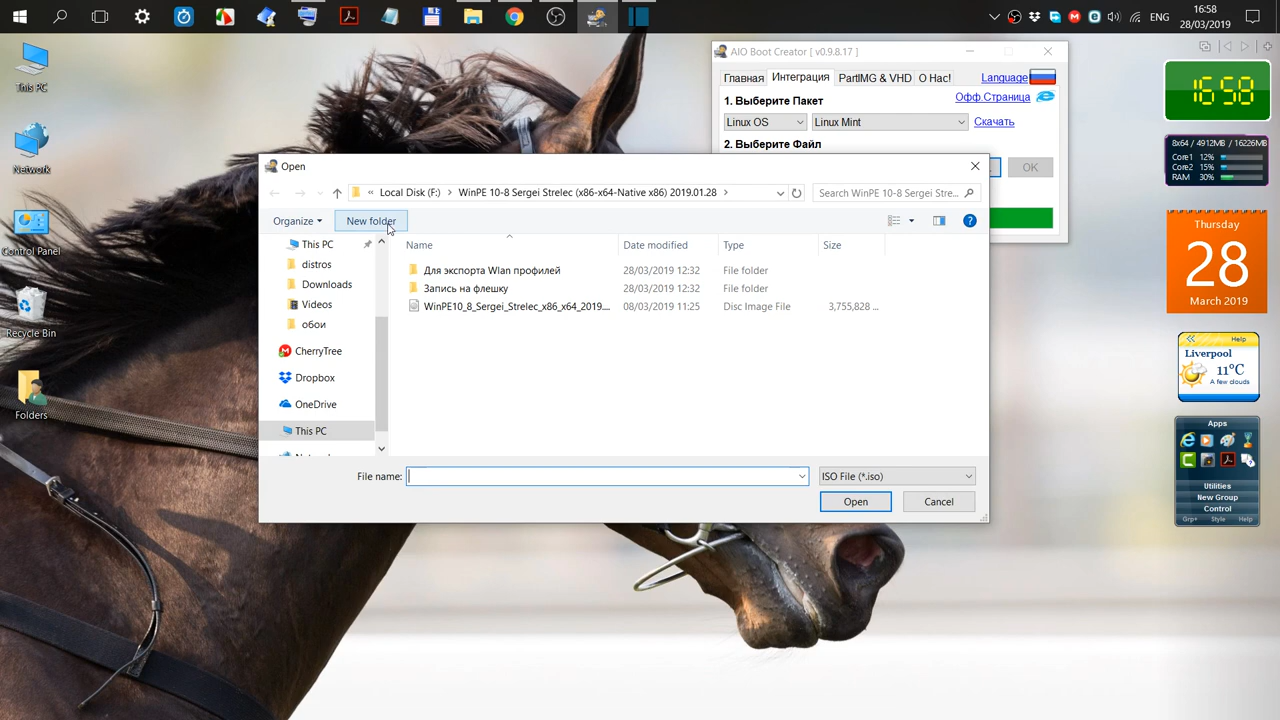 ENG
16:58
28/03/2019
This PC
Network
Control Panel
Recycle Bin
Folders
AIO Boot Creator [ v0.9.8.17 ]
Главная
Интеграция
PartIMG & VHD
О Нас!
Language
1. Выберите Пакет
Офф.Страница
Linux OS
Linux Mint
Скачать
2. Выберите Файл
OK
Open
« Local Disk (F:) > WinPE 10-8 Sergei Strelec (x86-x64-Native x86) 2019.01.28 >
Search WinPE 10-8 Sergei Stre...
Organize
New folder
This PC
distros
Downloads
Videos
обои
CherryTree
Dropbox
OneDrive
This PC
Name
Date modified
Type
Size
Для экспорта Wlan профилей 28/03/2019 12:32 File folder
Запись на флешку 28/03/2019 12:32 File folder
WinPE10_8_Sergei_Strelec_x86_x64_2019.... 08/03/2019 11:25 Disc Image File 3,755,828 ...
File name:
ISO File (*.iso)
Open
Cancel
16:58
8x64 / 4912MB / 16226MB
Core1 12%
Core2 15%
RAM 30%
Thursday
28
March 2019
Help
Liverpool
11°C
A few clouds
Apps
Utilities
New Group
Control
Grp+ Style Help